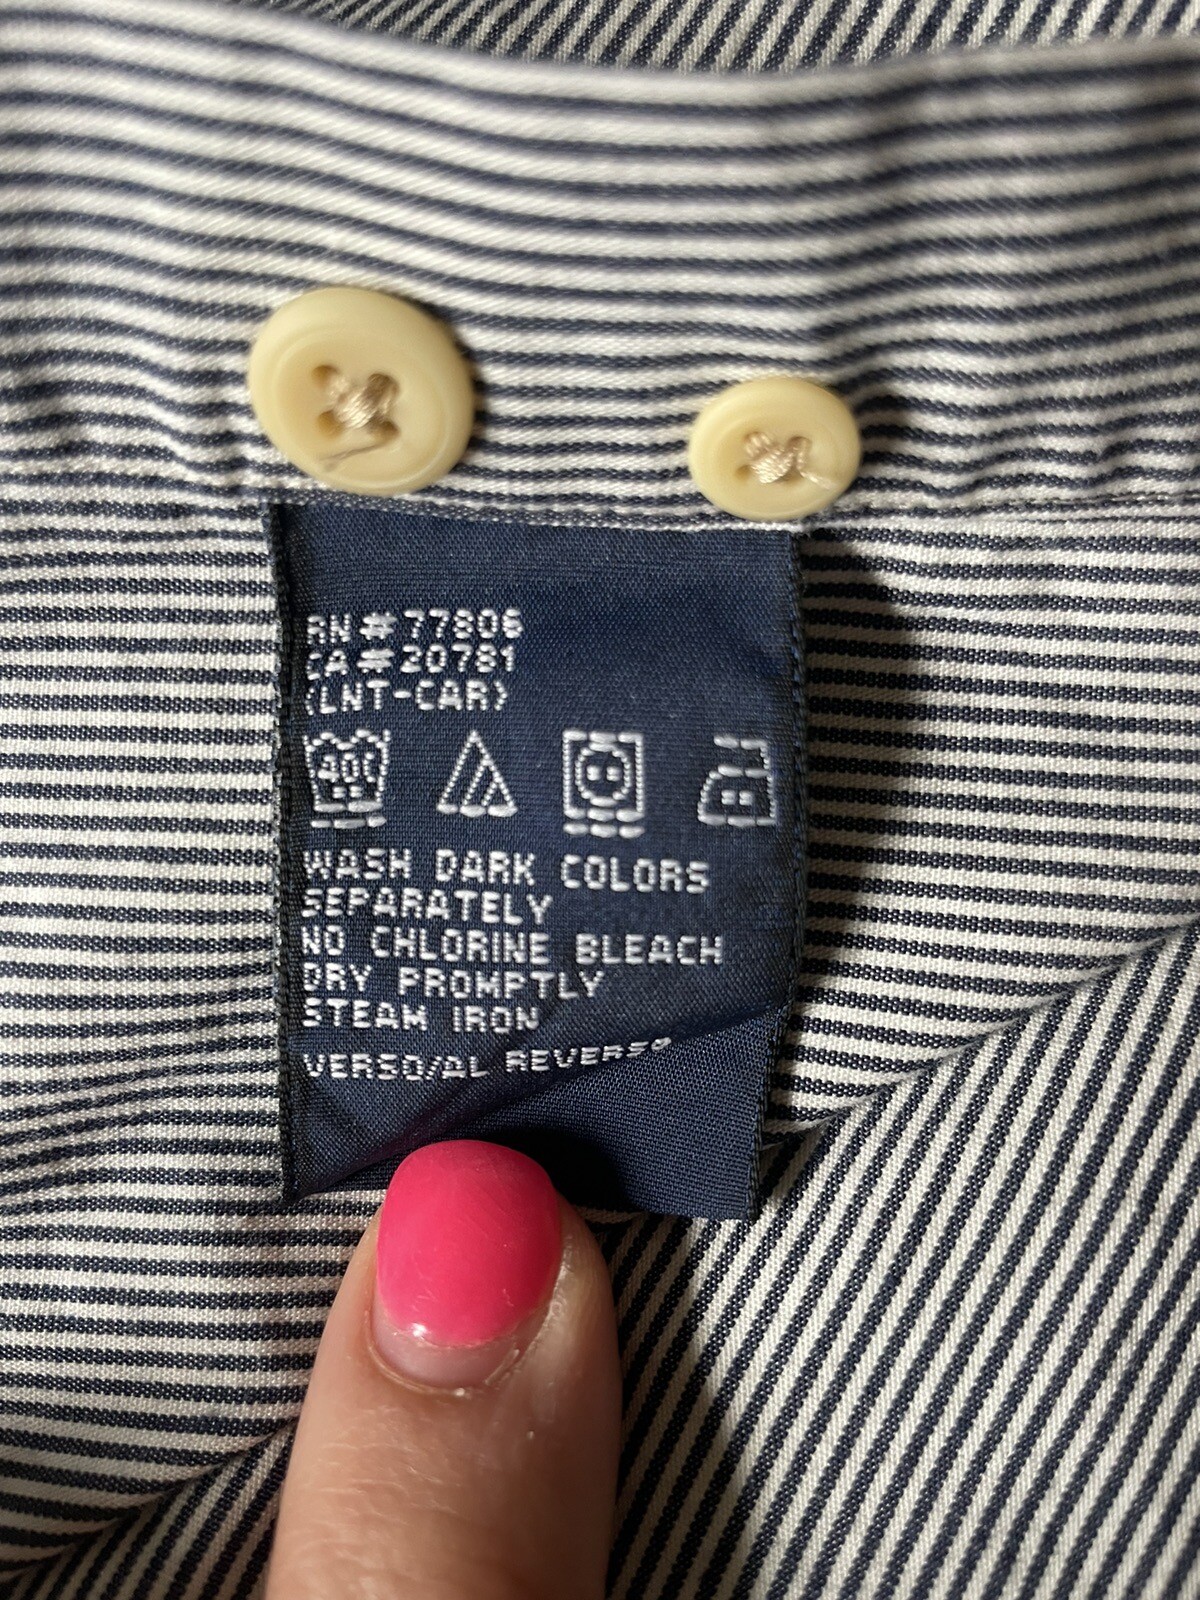 RN#77806
CA#20781
(LNT-CAR)
40C
WASH DARK COLORS
SEPARATELY
NO CHLORINE BLEACH
DRY PROMPTLY
STEAM IRON
VERSO/AL REVERSO